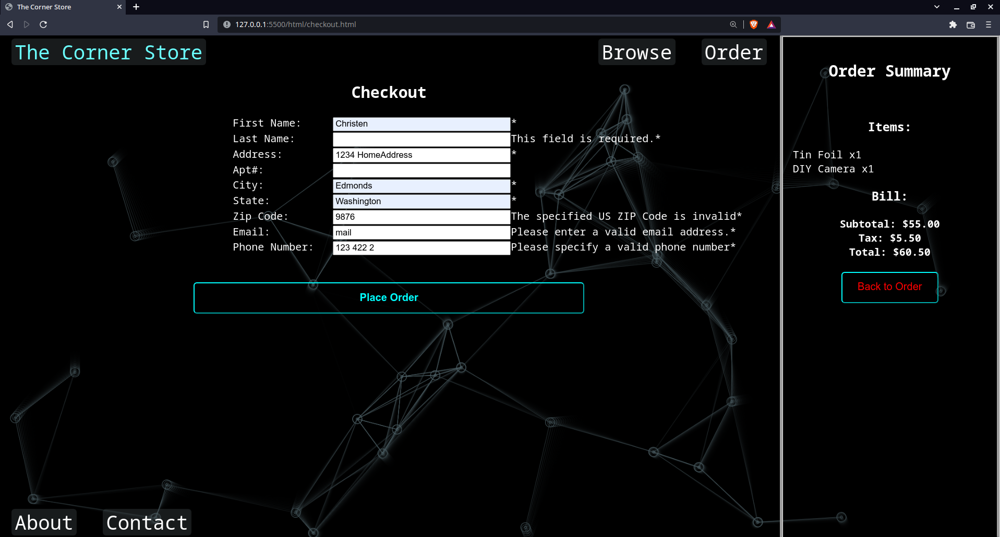 The Corner Store
127.0.0.1:5500/html/checkout.html
The Corner Store
Browse
Order
Checkout
First Name: Christen *
Last Name: This field is required.*
Address: 1234 HomeAddress *
Apt#:
City: Edmonds *
State: Washington *
Zip Code: 9876 The specified US ZIP Code is invalid*
Email: mail Please enter a valid email address.*
Phone Number: 123 422 2 Please specify a valid phone number*
Place Order
Order Summary
Items:
Tin Foil x1
DIY Camera x1
Bill:
Subtotal: $55.00
Tax: $5.50
Total: $60.50
Back to Order
About
Contact